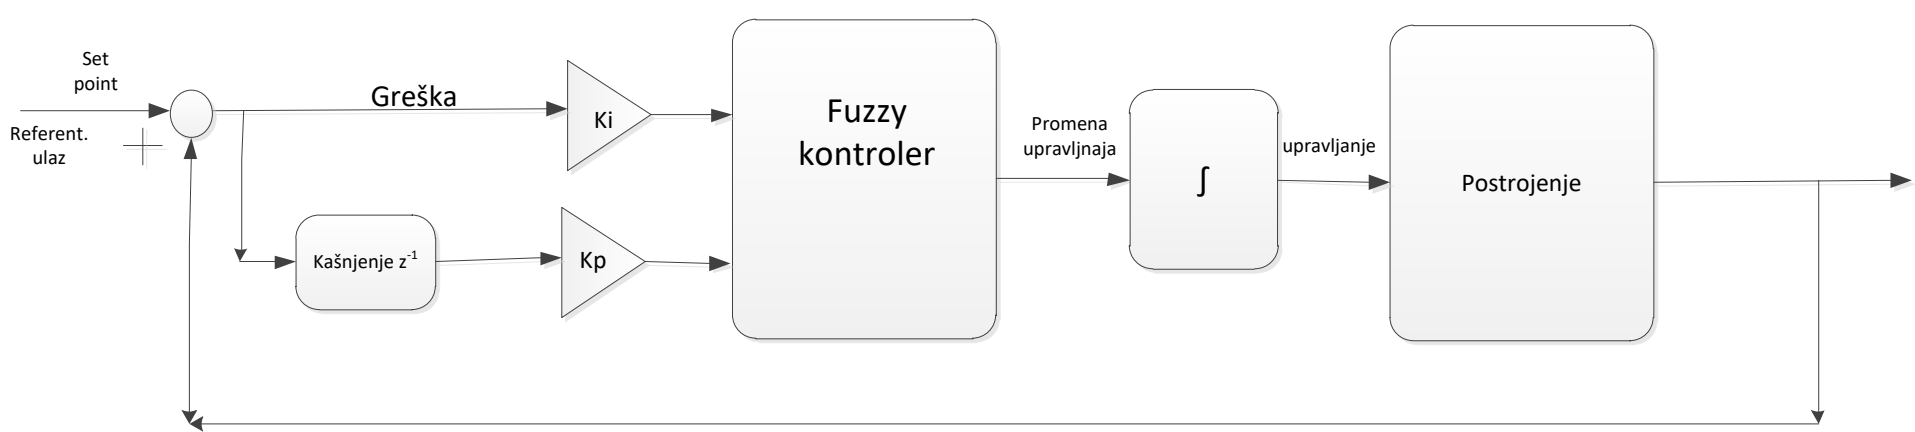 Set
point
Referent.
ulaz
Greška
Ki
Kašnjenje z⁻¹
Kp
Fuzzy
kontroler
Promena
upravljnaja
∫
upravljanje
Postrojenje